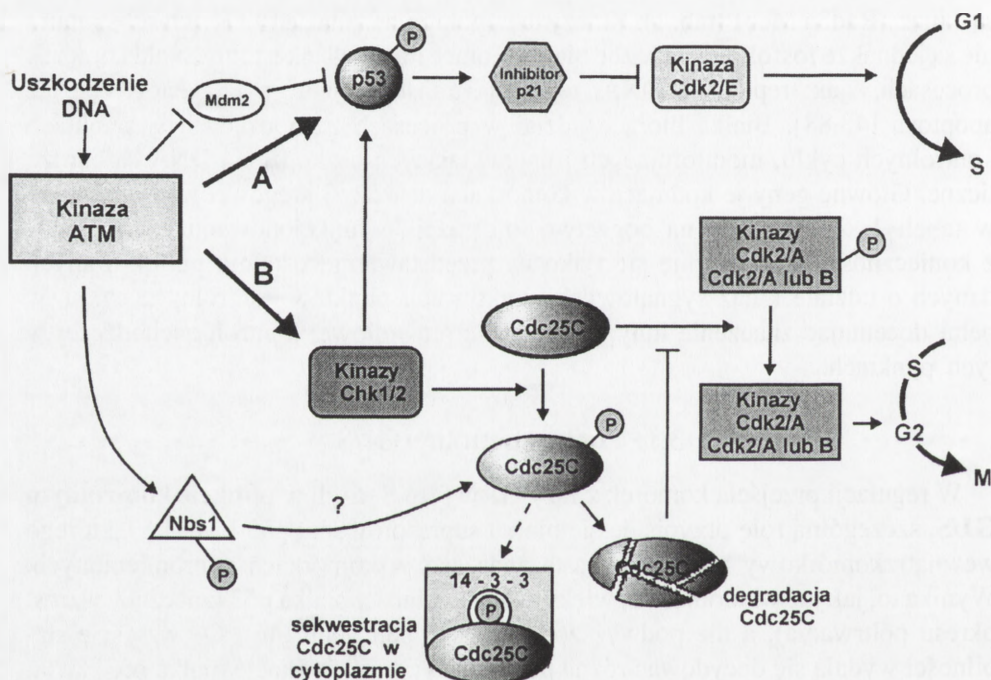 G1
P
p53
Inhibitor
p21
Kinaza
Cdk2/E
Uszkodzenie
DNA
Mdm2
S
A
Kinaza
ATM
B
Kinazy
Cdk2/A
Cdk2/A lub B
P
Cdc25C
Kinazy
Chk1/2
S
Kinazy
Cdk2/A
Cdk2/A lub B
G2
P
Cdc25C
M
?
Nbs1
P
Cdc25C
14 - 3 - 3
P
degradacja
Cdc25C
sekwestracja
Cdc25C w
cytoplazmie
Cdc25C